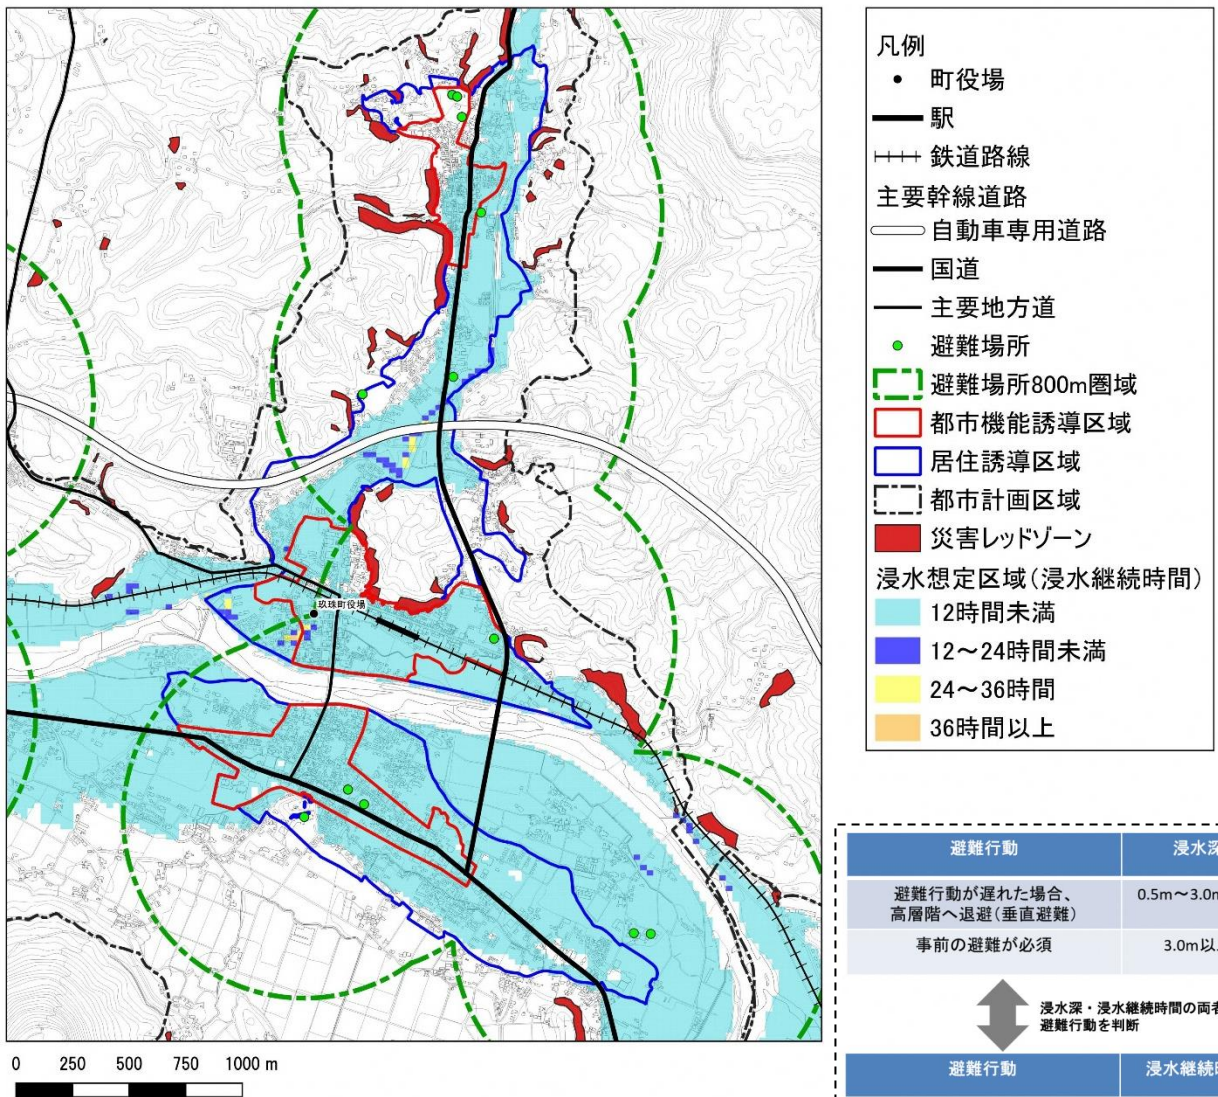 玖珠町役場
0 250 500 750 1000 m
凡例
町役場
駅
鉄道路線
主要幹線道路
自動車専用道路
国道
主要地方道
避難場所
避難場所800m圏域
都市機能誘導区域
居住誘導区域
都市計画区域
災害レッドゾーン
浸水想定区域(浸水継続時間)
12時間未満
12～24時間未満
24～36時間
36時間以上
避難行動 浸水深
避難行動が遅れた場合、 0.5m～3.0m
高層階へ退避(垂直避難)
事前の避難が必須 3.0m以
浸水深・浸水継続時間の両者
避難行動を判断
避難行動 浸水継続時